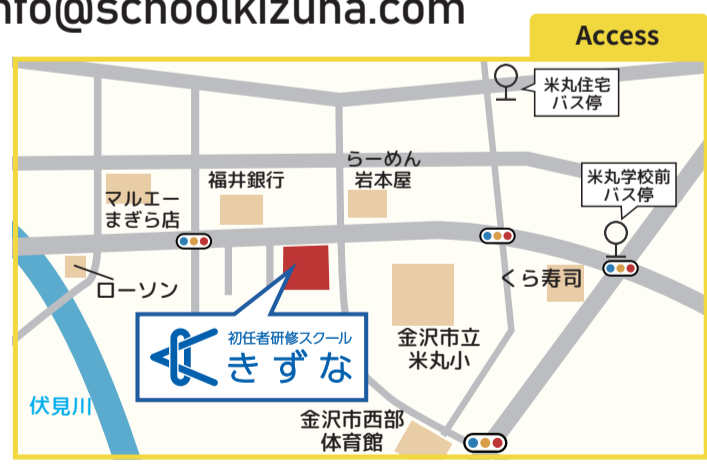 nfo@schoolkizuna.com
Access
米丸住宅
バス停
らーめん
岩本屋
福井銀行
米丸学校前
バス停
マルエー
まぎら店
くら寿司
ローソン
初任者研修スクール
きずな
金沢市立
米丸小
伏見川
金沢市西部
体育館